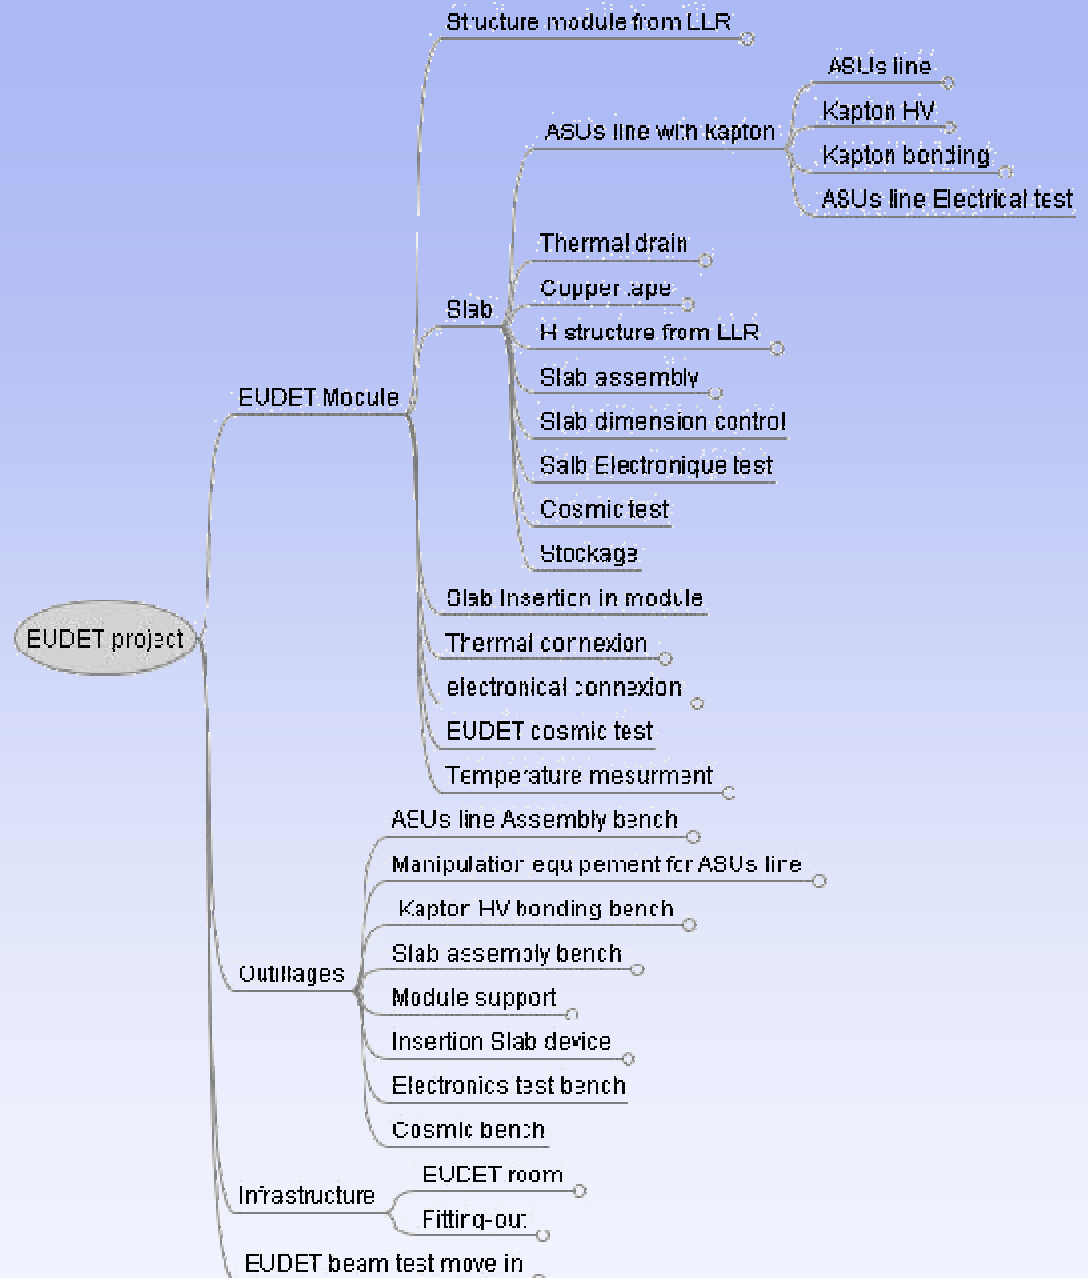 Structure module from LLR
ASUs line
Kapton HV
ASUs line with kapton
Kapton bonding
ASUs line Electrical test
Thermal drain
Copper tape
Slab
H structure from LLR
Slab assembly
EUDET Module
Slab dimension control
Salb Electronique test
Cosmic test
Stockage
Slab Insertion in module
EUDET project
Thermal connexion
electronical connexion
EUDET cosmic test
Temperature mesurment
ASUs line Assembly bench
Manipulation equipement for ASUs line
Kapton HV bonding bench
Slab assembly bench
Outillages
Module support
Insertion Slab device
Electronics test bench
Cosmic bench
EUDET room
Infrastructure
Fitting-out
EUDET beam test move in